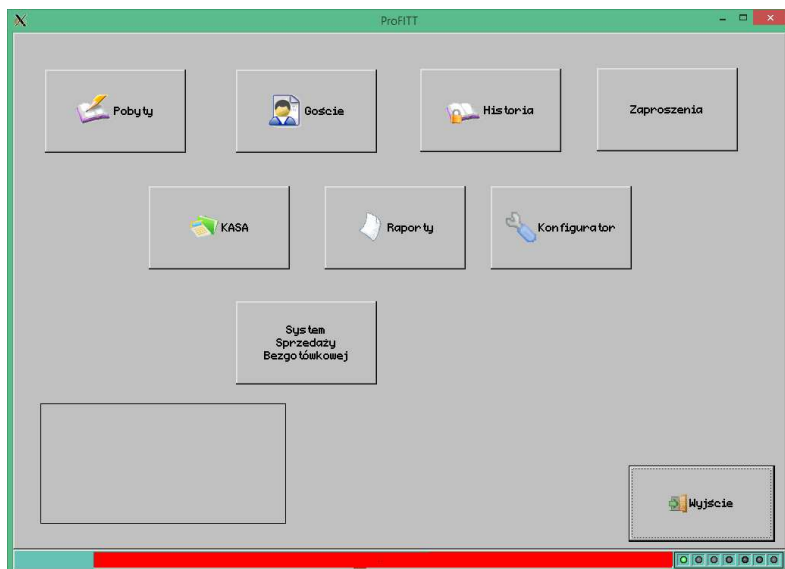 ProFITT
Pobyty
Goście
Historia
Zaproszenia
KASA
Raporty
Konfigurator
System
Sprzedaży
Bezgotówkowej
Wyjście